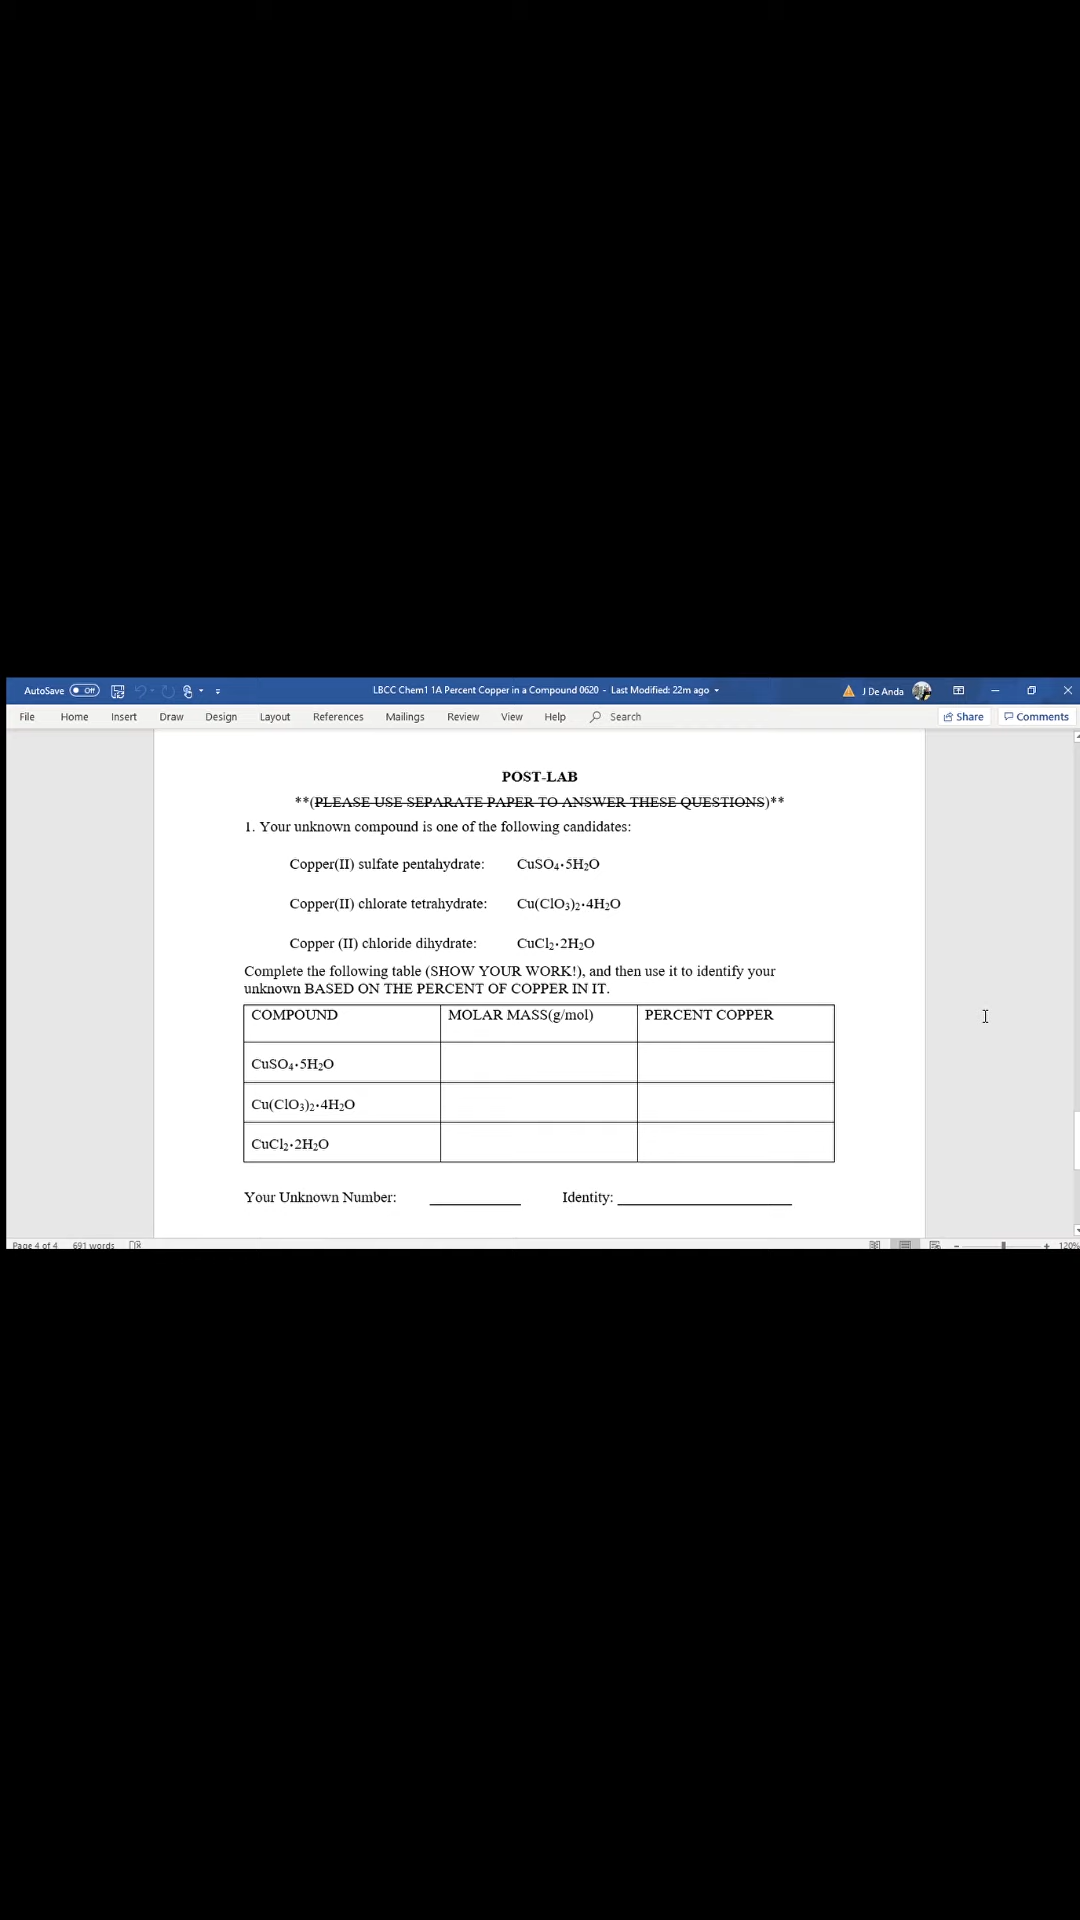 AutoSave Off LBCC Chem1 1A Percent Copper in a Compound 0620 - Last Modified: 22m ago J De Anda
File Home Insert Draw Design Layout References Mailings Review View Help Search Share Comments
POST-LAB
**(PLEASE USE SEPARATE PAPER TO ANSWER THESE QUESTIONS)**
1. Your unknown compound is one of the following candidates:
Copper(II) sulfate pentahydrate: CuSO₄·5H₂O
Copper(II) chlorate tetrahydrate: Cu(ClO₃)₂·4H₂O
Copper (II) chloride dihydrate: CuCl₂·2H₂O
Complete the following table (SHOW YOUR WORK!), and then use it to identify your
unknown BASED ON THE PERCENT OF COPPER IN IT.
COMPOUND MOLAR MASS(g/mol) PERCENT COPPER
CuSO₄·5H₂O
Cu(ClO₃)₂·4H₂O
CuCl₂·2H₂O
Your Unknown Number: ____________ Identity: ______________________
Page 4 of 4 691 words 120%